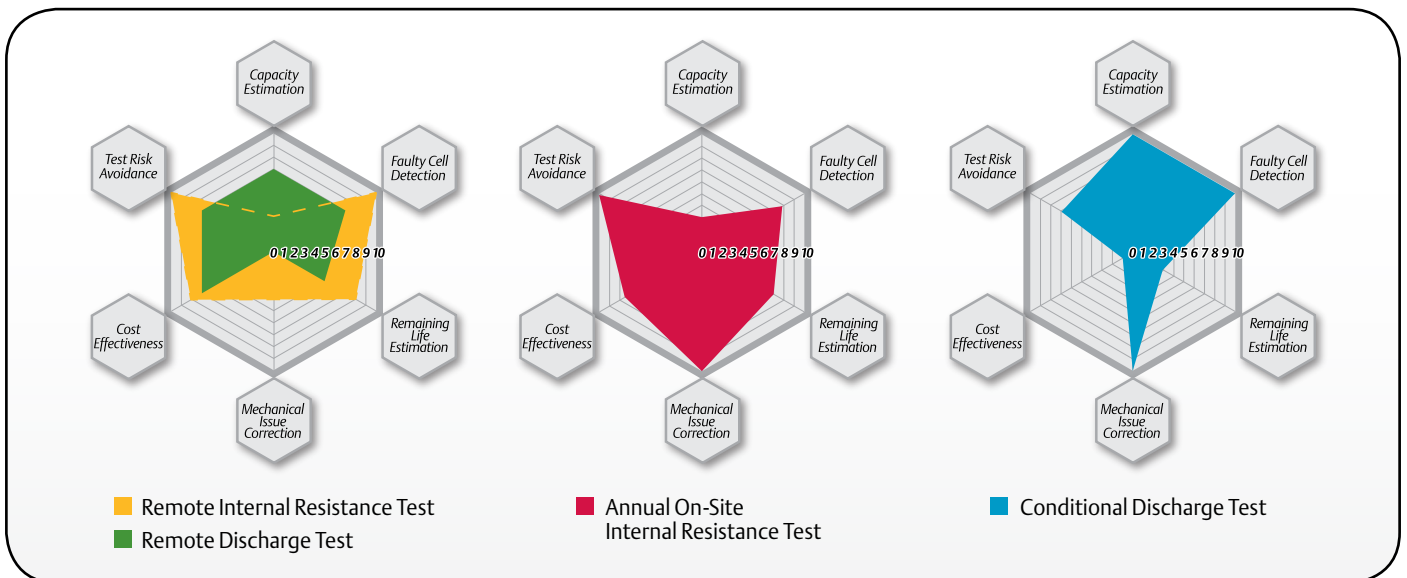 Capacity
Estimation
Test Risk
Avoidance
Faulty Cell
Detection
0 1 2 3 4 5 6 7 8 9 10
Cost
Effectiveness
Remaining
Life
Estimation
Mechanical
Issue
Correction
Capacity
Estimation
Test Risk
Avoidance
Faulty Cell
Detection
0 1 2 3 4 5 6 7 8 9 10
Cost
Effectiveness
Remaining
Life
Estimation
Mechanical
Issue
Correction
Capacity
Estimation
Test Risk
Avoidance
Faulty Cell
Detection
0 1 2 3 4 5 6 7 8 9 10
Cost
Effectiveness
Remaining
Life
Estimation
Mechanical
Issue
Correction
Remote Internal Resistance Test
Remote Discharge Test
Annual On-Site
Internal Resistance Test
Conditional Discharge Test